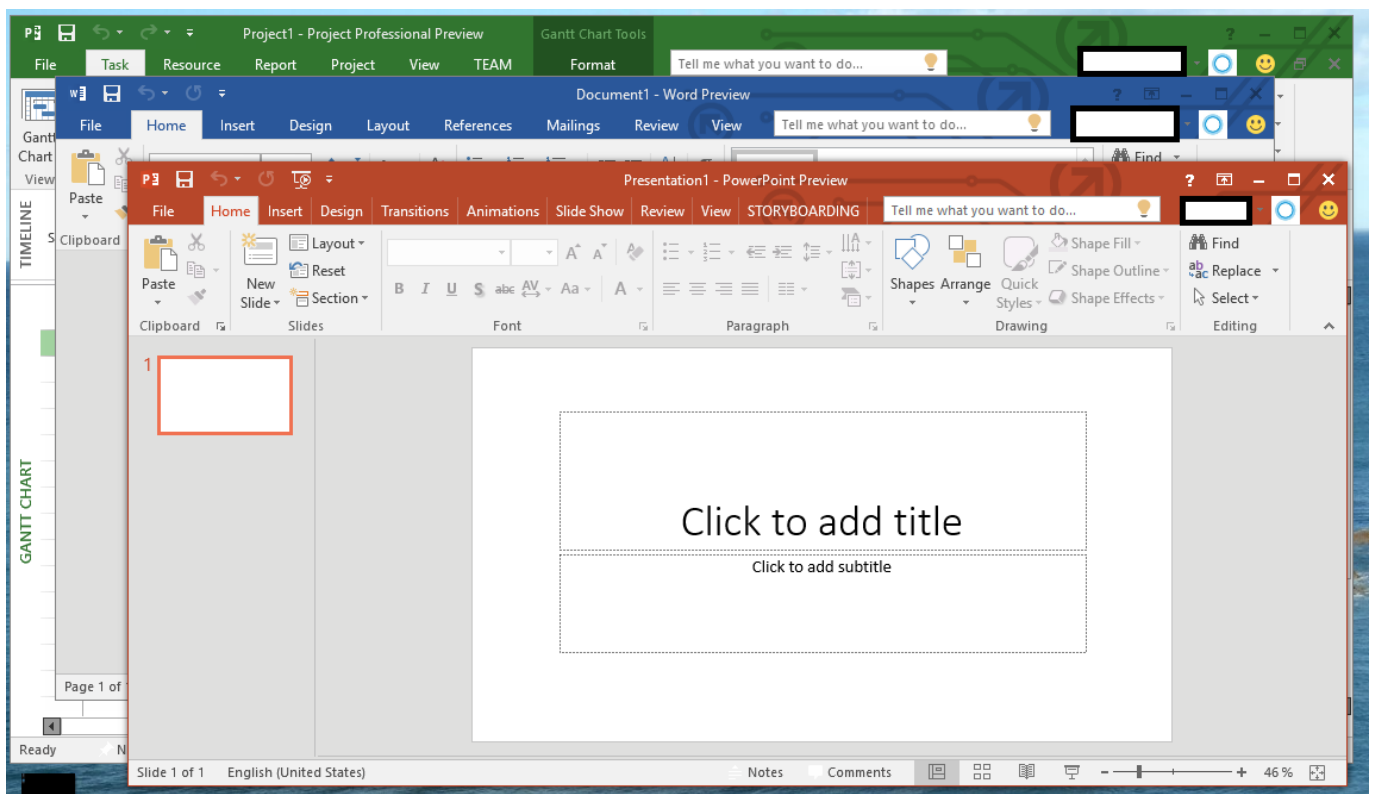 Project1 - Project Professional Preview
Gantt Chart Tools
File Task Resource Report Project View TEAM Format Tell me what you want to do...
Document1 - Word Preview
File Home Insert Design Layout References Mailings Review View Tell me what you want to do...
Gantt
Chart
View
Find
Paste
Clipboard
TIMELINE
S
GANTT CHART
Page 1 of 1
Ready N
Presentation1 - PowerPoint Preview
File Home Insert Design Transitions Animations Slide Show Review View STORYBOARDING Tell me what you want to do...
Paste
Clipboard
New
Slide
Layout
Reset
Section
Slides
B I U S abc AV Aa A
A A
Font
Paragraph
Shapes Arrange Quick
Styles
Shape Fill
Shape Outline
Shape Effects
Drawing
Find
Replace
Select
Editing
1
Click to add title
Click to add subtitle
Slide 1 of 1 English (United States) Notes Comments 46 %